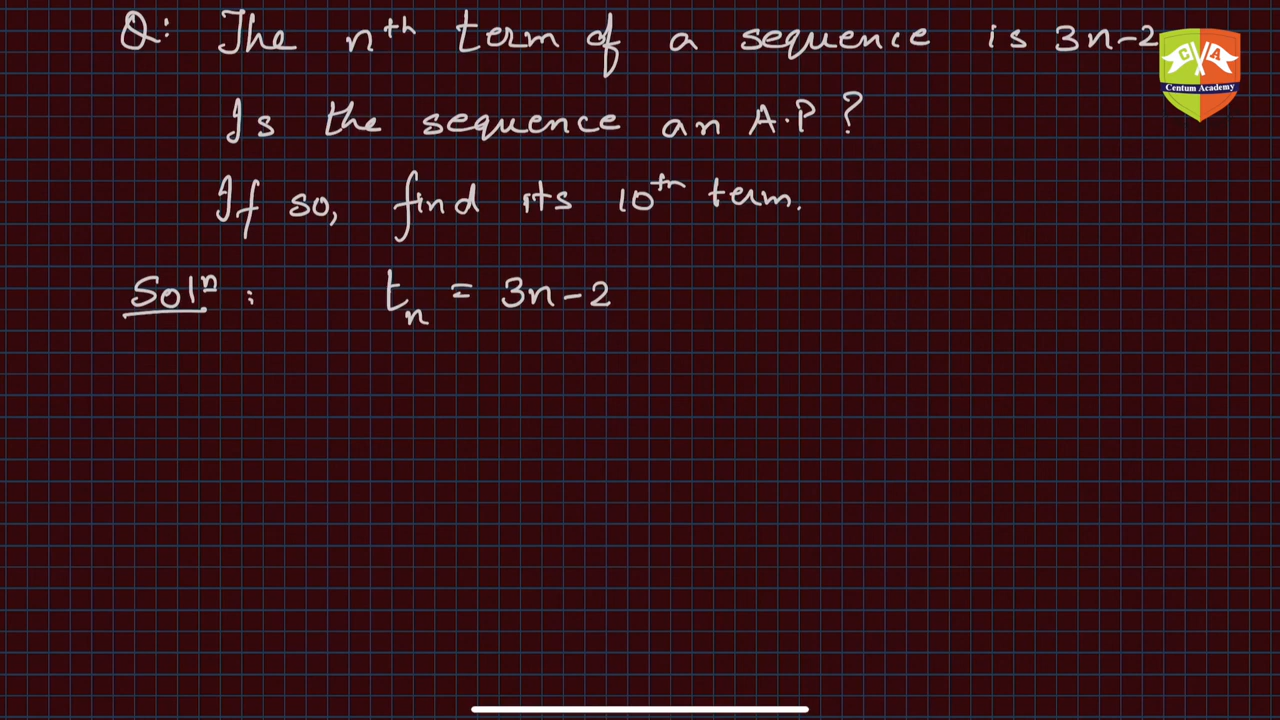 Q: The nᵗʰ term of a sequence is 3n-2
Is the sequence an A.P?
If so, find its 10ᵗʰ term.
Solⁿ : tₙ = 3n-2
C A
Centum Academy